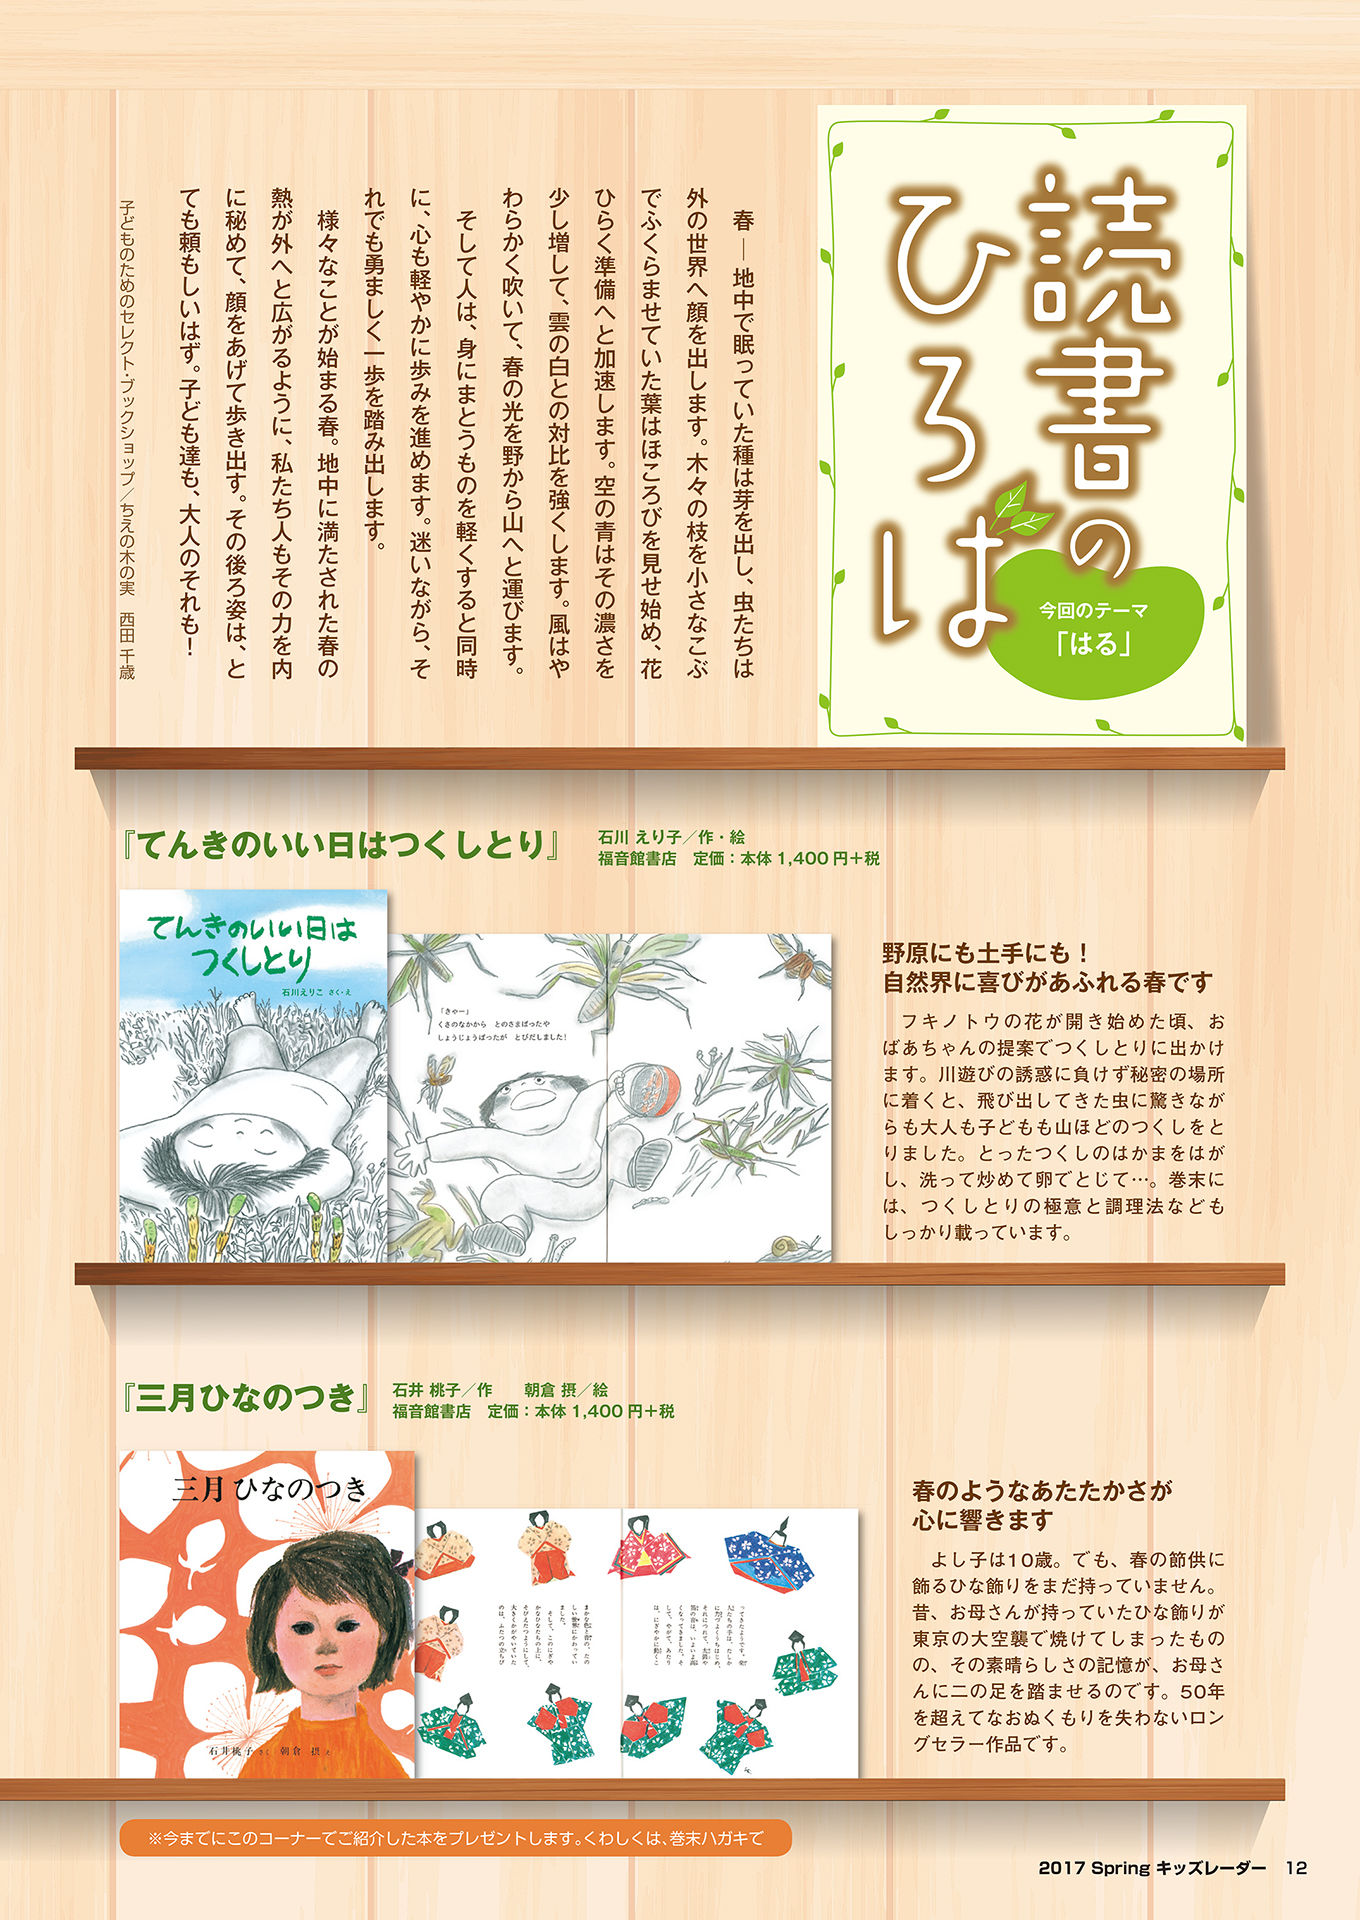 読書の
ひろば
今回のテーマ
「はる」
春 ― 地中で眠っていた種は芽を出し、虫たちは
外の世界へ顔を出します。木々の枝を小さなこぶ
でふくらませていた葉はほころびを見せ始め、花
ひらく準備へと加速します。空の青はその濃さを
少し増して、雲の白との対比を強くします。風はや
わらかく吹いて、春の光を野から山へと運びます。
そして人は、身にまとうものを軽くすると同時
に、心も軽やかに歩みを進めます。迷いながら、そ
れでも勇ましく一歩を踏み出します。
様々なことが始まる春。地中に満たされた春の
熱が外へと広がるように、私たち人もその力を内
に秘めて、顔をあげて歩き出す。その後ろ姿は、と
ても頼もしいはず。子ども達も、大人のそれも！
子どものためのセレクト・ブックショップ／ちえの木の実　西田 千歳
『てんきのいい日はつくしとり』
石川 えり子／作・絵
福音館書店　定価：本体 1,400 円＋税
てんきのいい日は
つくしとり
石川えりこ さく・え
「きゃー」
くさのなかから　とのさまばったや
しょうじょうばったが　とびだしました！
野原にも土手にも！
自然界に喜びがあふれる春です
フキノトウの花が開き始めた頃、お
ばあちゃんの提案でつくしとりに出かけ
ます。川遊びの誘惑に負けず秘密の場所
に着くと、飛び出してきた虫に驚きなが
らも大人も子どもも山ほどのつくしをと
りました。とったつくしのはかまをはが
し、洗って炒めて卵でとじて…。巻末に
は、つくしとりの極意と調理法なども
しっかり載っています。
『三月ひなのつき』
石井 桃子／作　　朝倉 摂／絵
福音館書店　定価：本体 1,400 円＋税
三月ひなのつき
石井桃子 さく 朝倉 摂 え
春のようなあたたかさが
心に響きます
よし子は10歳。でも、春の節供に
飾るひな飾りをまだ持っていません。
昔、お母さんが持っていたひな飾りが
東京の大空襲で焼けてしまったもの
の、その素晴らしさの記憶が、お母さ
んに二の足を踏ませるのです。50年
を超えてなおぬくもりを失わないロン
グセラー作品です。
※今までにこのコーナーでご紹介した本をプレゼントします。くわしくは、巻末ハガキで
2017 Spring キッズレーダー　12